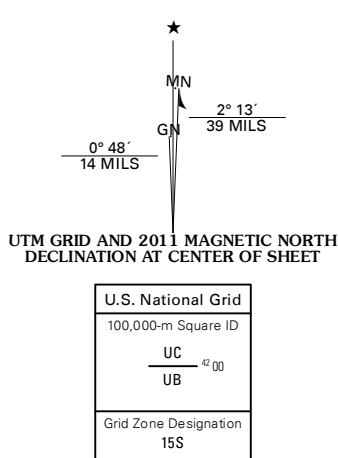 ★
MN
GN
2° 13´
39 MILS
0° 48´
14 MILS
UTM GRID AND 2011 MAGNETIC NORTH
DECLINATION AT CENTER OF SHEET
U.S. National Grid
100,000-m Square ID
UC
42 00
UB
Grid Zone Designation
15S